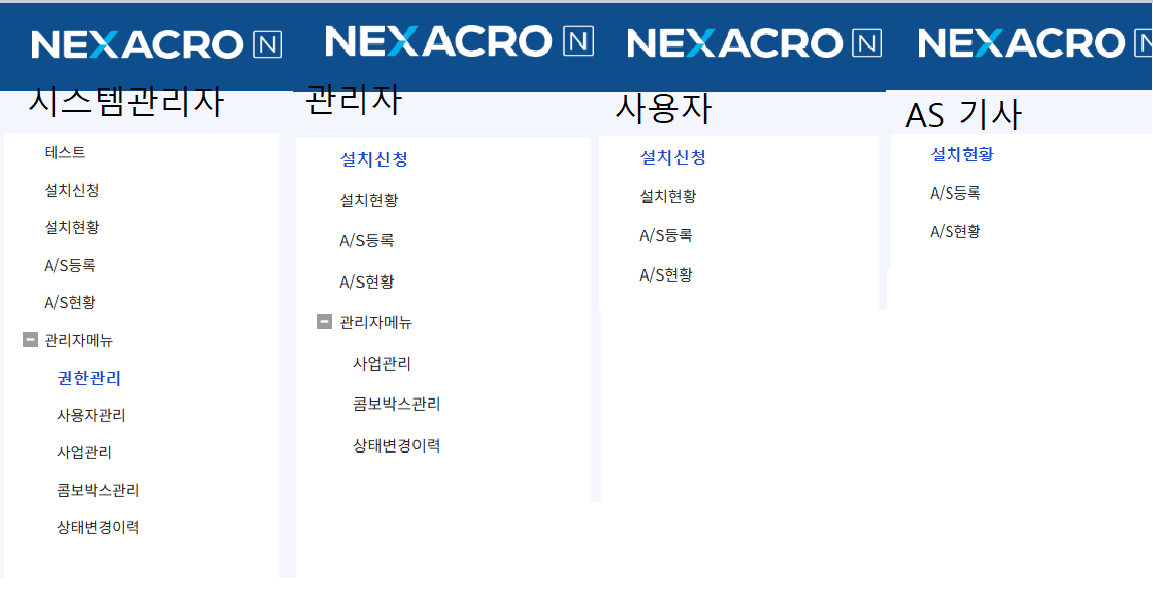 NEXACRO N
시스템관리자
테스트
설치신청
설치현황
A/S등록
A/S현황
관리자메뉴
권한관리
사용자관리
사업관리
콤보박스관리
상태변경이력
NEXACRO N
관리자
설치신청
설치현황
A/S등록
A/S현황
관리자메뉴
사업관리
콤보박스관리
상태변경이력
NEXACRO N
사용자
설치신청
설치현황
A/S등록
A/S현황
NEXACRO N
AS 기사
설치현황
A/S등록
A/S현황